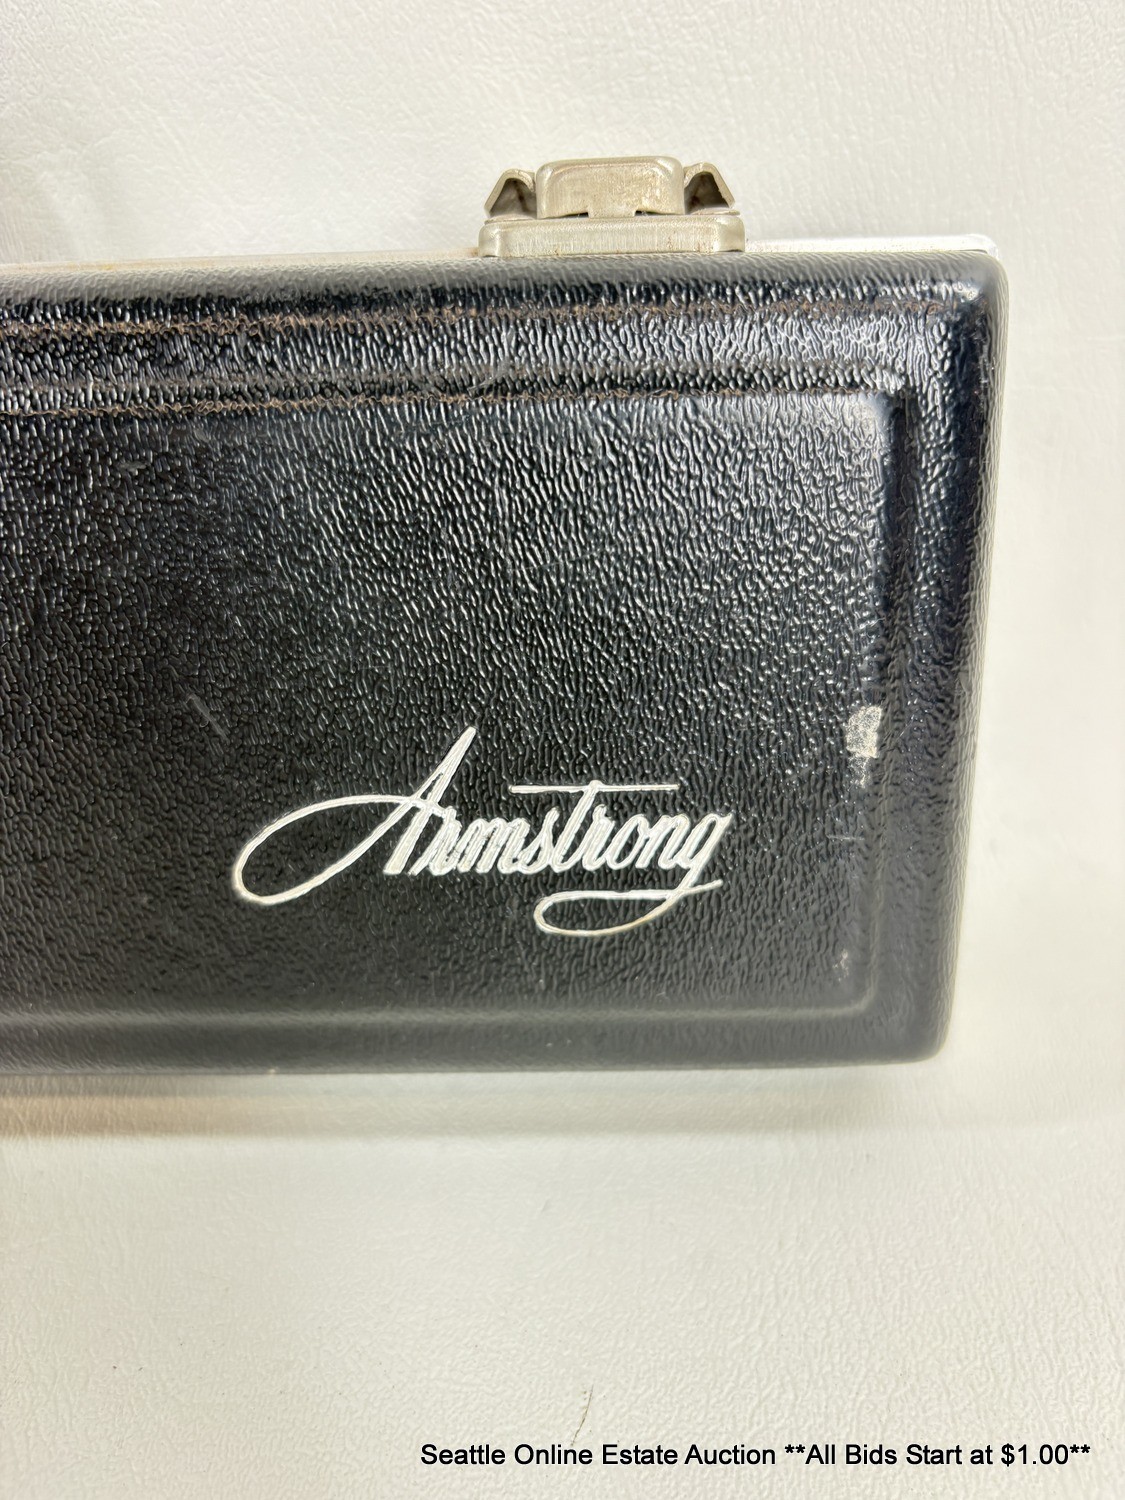 Armstrong
Seattle Online Estate Auction **All Bids Start at $1.00**